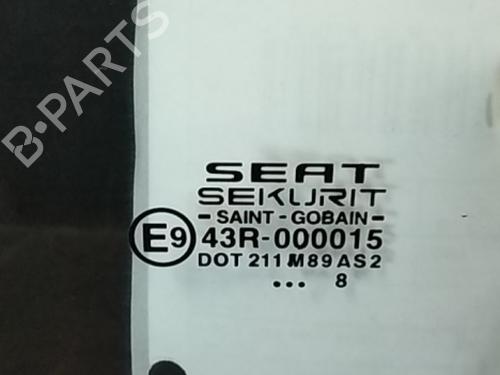 B-PARTS
SEAT
SEKURIT
- SAINT - GOBAIN -
E9 43R-000015
DOT 211 M89 AS2
... 8